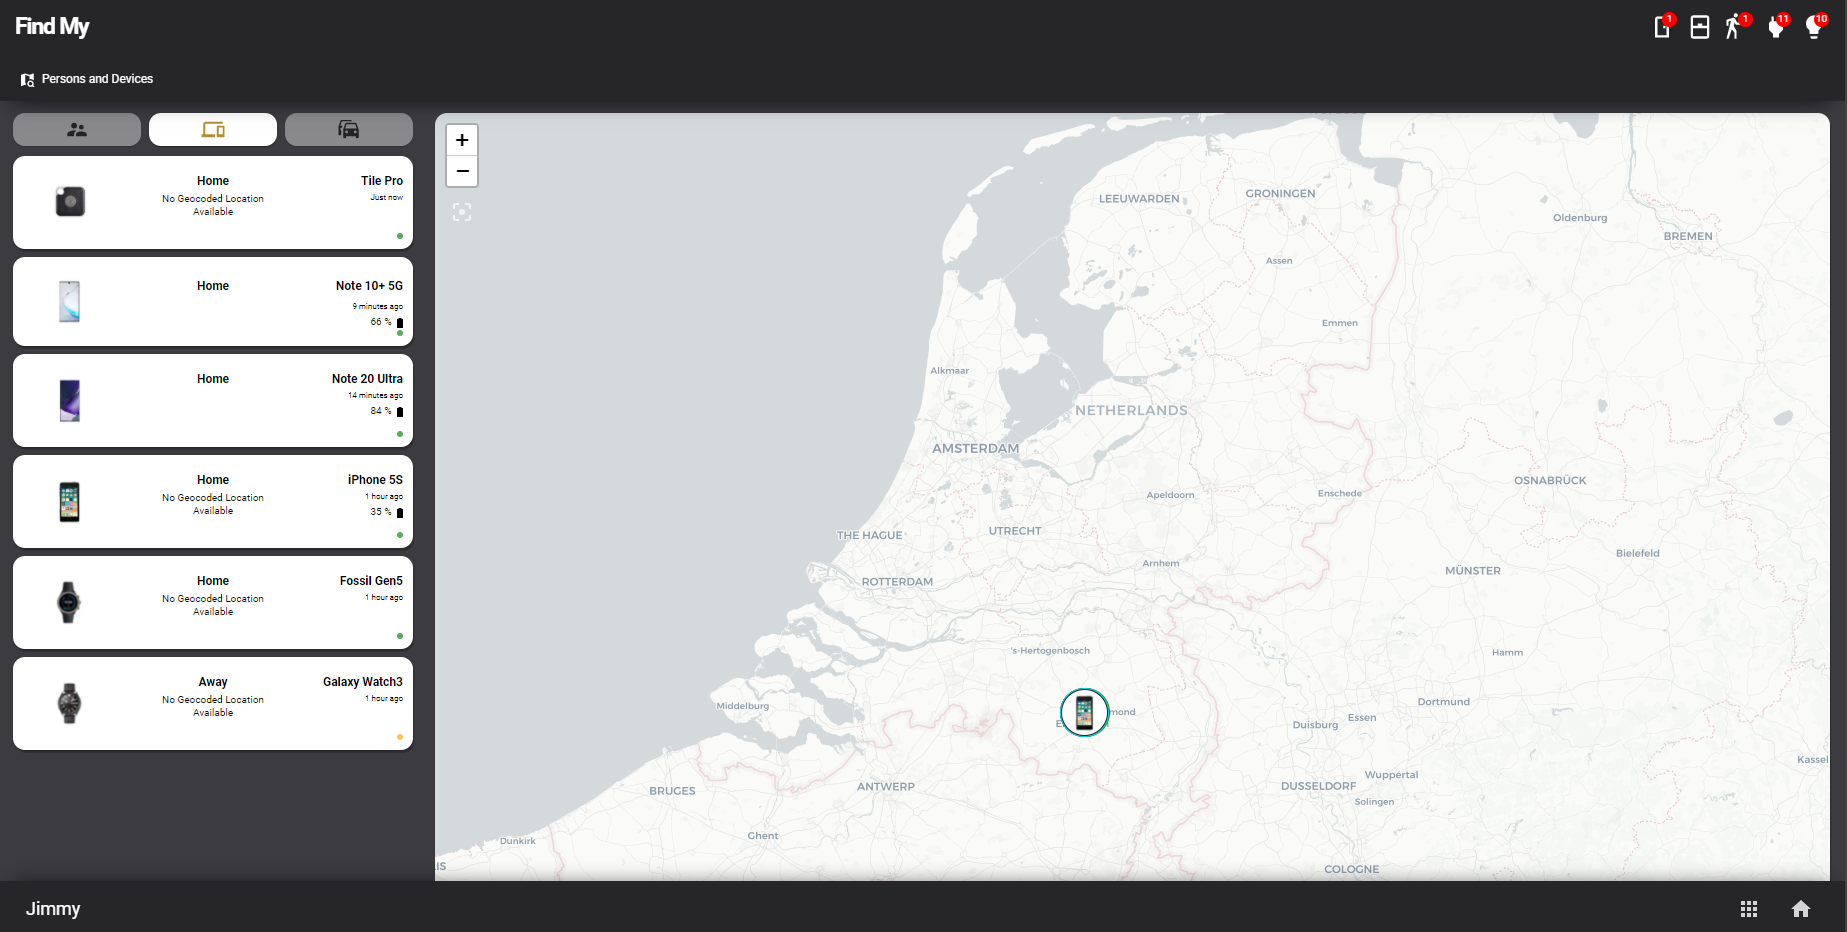 Find My
1
1
11
10
Persons and Devices
Home
No Geocoded Location
Available
Tile Pro
Just now
Home
Note 10+ 5G
9 minutes ago
66 %
Home
Note 20 Ultra
14 minutes ago
84 %
Home
No Geocoded Location
Available
iPhone 5S
1 hour ago
35 %
Home
No Geocoded Location
Available
Fossil Gen5
1 hour ago
Away
No Geocoded Location
Available
Galaxy Watch3
1 hour ago
+
−
LEEUWARDEN
GRONINGEN
Oldenburg
BREMEN
Assen
Emmen
Alkmaar
NETHERLANDS
AMSTERDAM
OSNABRÜCK
Apeldoorn
Enschede
THE HAGUE
UTRECHT
Bielefeld
Arnhem
MÜNSTER
ROTTERDAM
's-Hertogenbosch
Hamm
Middelburg
mond
Dortmund
Essen
Duisburg
Kassel
Wuppertal
BRUGES
ANTWERP
DUSSELDORF
Solingen
Ghent
Dunkirk
IS
COLOGNE
Jimmy